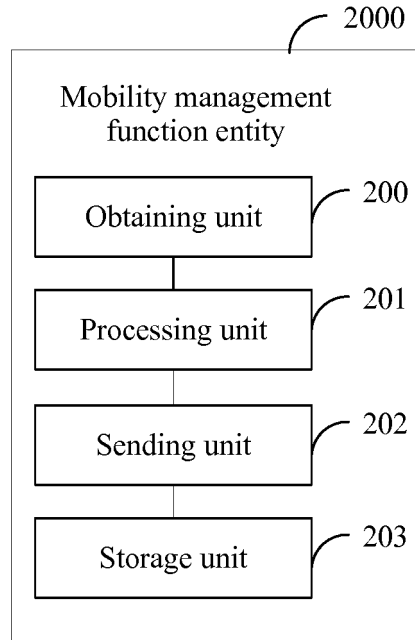 2000
Mobility management
function entity
Obtaining unit
200
Processing unit
201
Sending unit
202
Storage unit
203